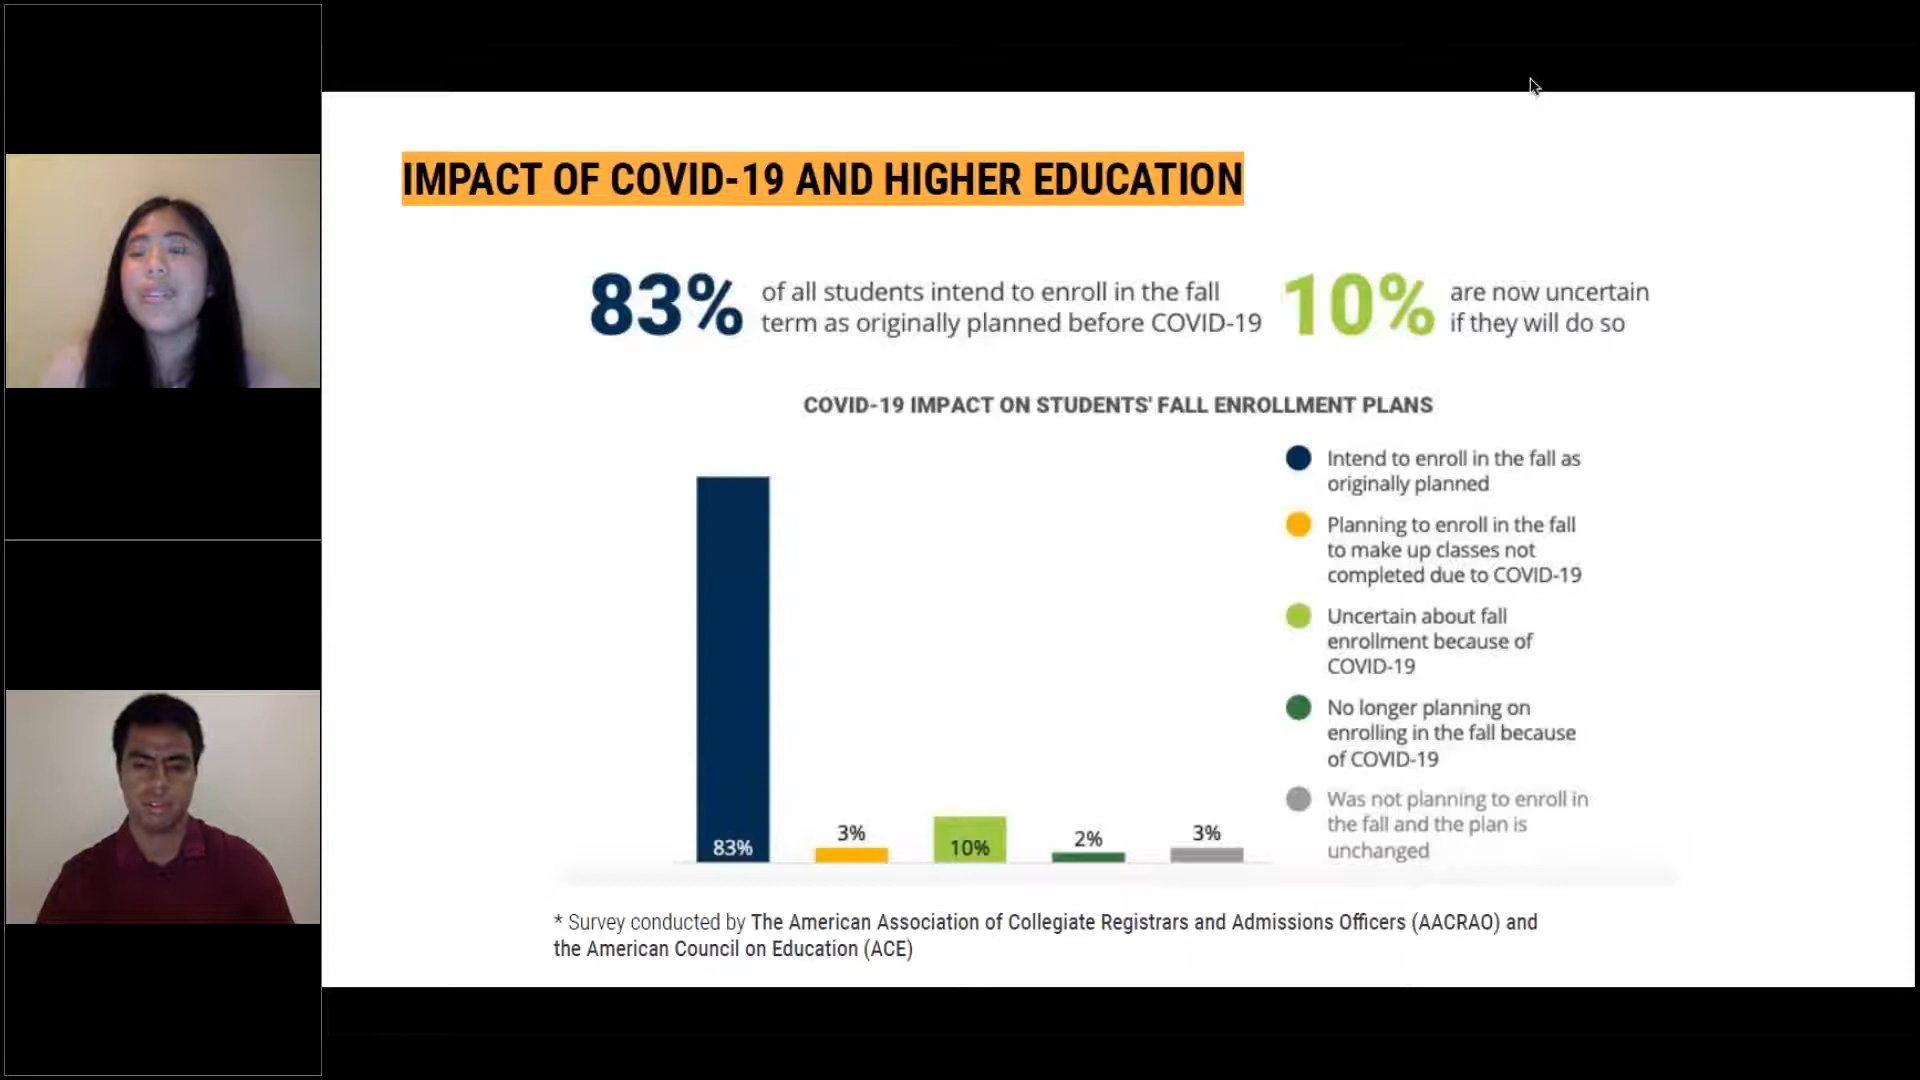 IMPACT OF COVID-19 AND HIGHER EDUCATION
83%
of all students intend to enroll in the fall
term as originally planned before COVID-19
10%
are now uncertain
if they will do so
COVID-19 IMPACT ON STUDENTS' FALL ENROLLMENT PLANS
Intend to enroll in the fall as
originally planned
Planning to enroll in the fall
to make up classes not
completed due to COVID-19
Uncertain about fall
enrollment because of
COVID-19
No longer planning on
enrolling in the fall because
of COVID-19
Was not planning to enroll in
the fall and the plan is
unchanged
83%
3%
10%
2%
3%
* Survey conducted by The American Association of Collegiate Registrars and Admissions Officers (AACRAO) and
the American Council on Education (ACE)